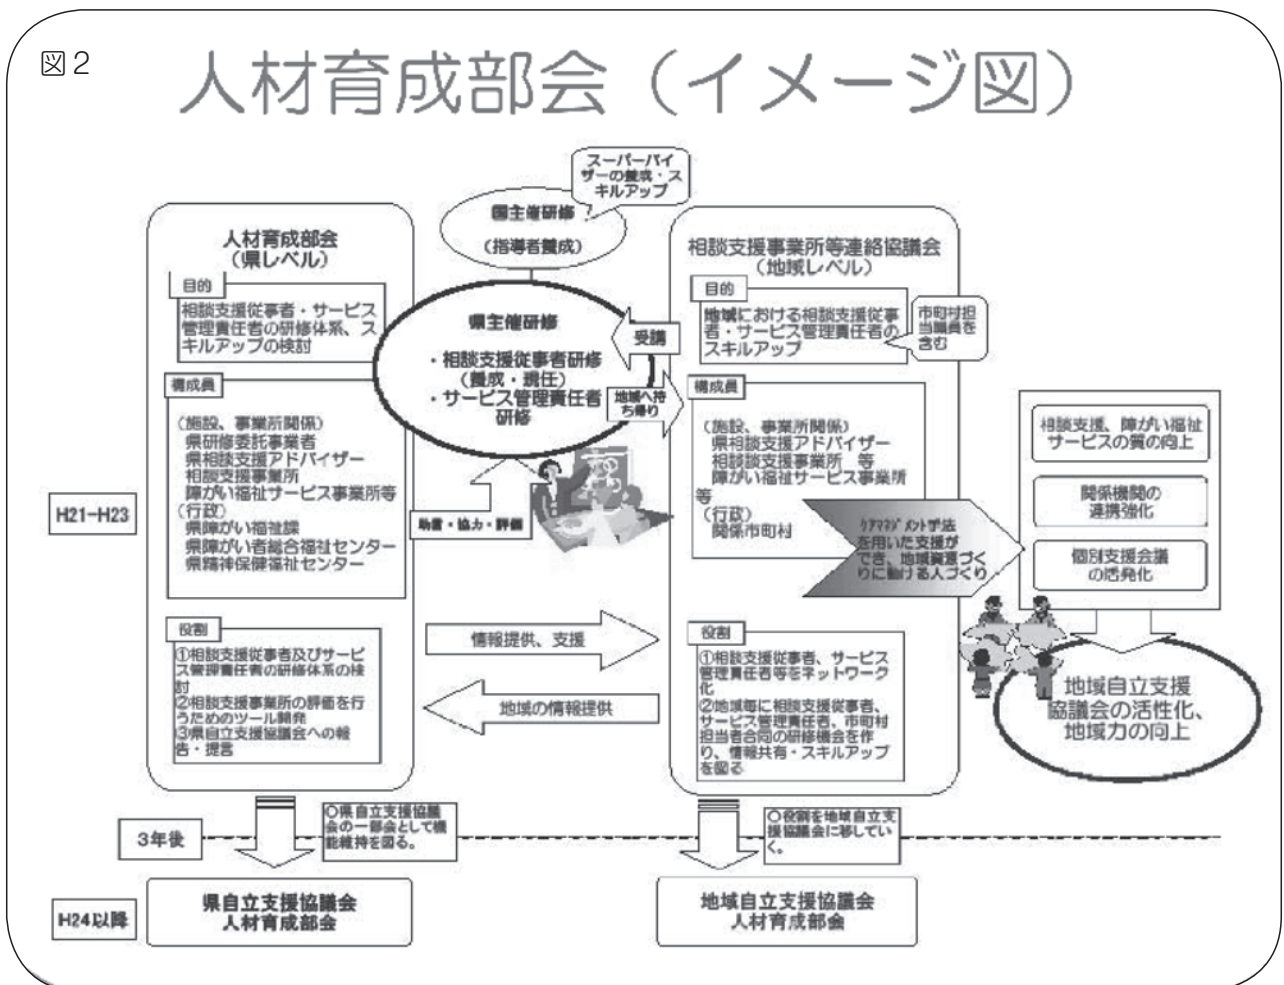 図2
人材育成部会（イメージ図）
スーパーバイ
ザーの養成・ス
キルアップ
国主催研修
（指導者養成）
人材育成部会
（県レベル）
目的
相談支援従事者・サービス
管理責任者の研修体系、ス
キルアップの検討
県主催研修
・相談支援従事者研修
（養成・現任）
・サービス管理責任者
研修
受講
地域へ持
ち帰り
相談支援事業所等連絡協議会
（地域レベル）
目的
地域における相談支援従事
者・サービス管理責任者の
スキルアップ
市町村担
当職員を
含む
構成員
（施設、事業所関係）
県研修委託事業者
県相談支援アドバイザー
相談支援事業所
障がい福祉サービス事業所等
（行政）
県障がい福祉課
県障がい者総合福祉センター
県精神保健福祉センター
助言・協力・評価
構成員
（施設、事業所関係）
県相談支援アドバイザー
相談談支援事業所　等
障がい福祉サービス事業所
等
（行政）
関係市町村
H21-H23
ケアマネジメント手法
を用いた支援が
でき、地域資源づく
りに動ける人づくり
相談支援、障がい福祉
サービスの質の向上
関係機関の
連携強化
個別支援会議
の活発化
役割
①相談支援従事者及びサービ
ス管理責任者の研修体系の検
討
②相談支援事業所の評価を行
うためのツール開発
③県自立支援協議会への報
告・提言
情報提供、支援
地域の情報提供
役割
①相談支援従事者、サービス
管理責任者等をネットワーク
化
②地域毎に相談支援従事者、
サービス管理責任者、市町村
担当者合同の研修機会を作
り、情報共有・スキルアップ
を図る
地域自立支援
協議会の活性化、
地域力の向上
3年後
○県自立支援協議
会の一部会として機
能維持を図る。
○役割を地域自立支
援協議会に移してい
く。
H24以降
県自立支援協議会
人材育成部会
地域自立支援協議会
人材育成部会